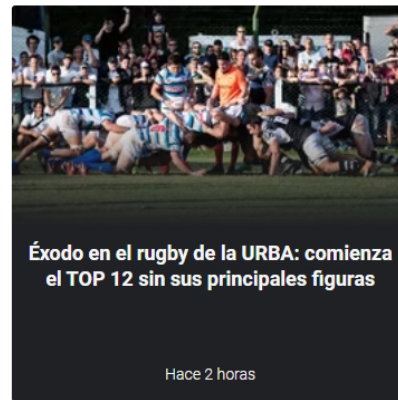 Éxodo en el rugby de la URBA: comienza
el TOP 12 sin sus principales figuras
Hace 2 horas